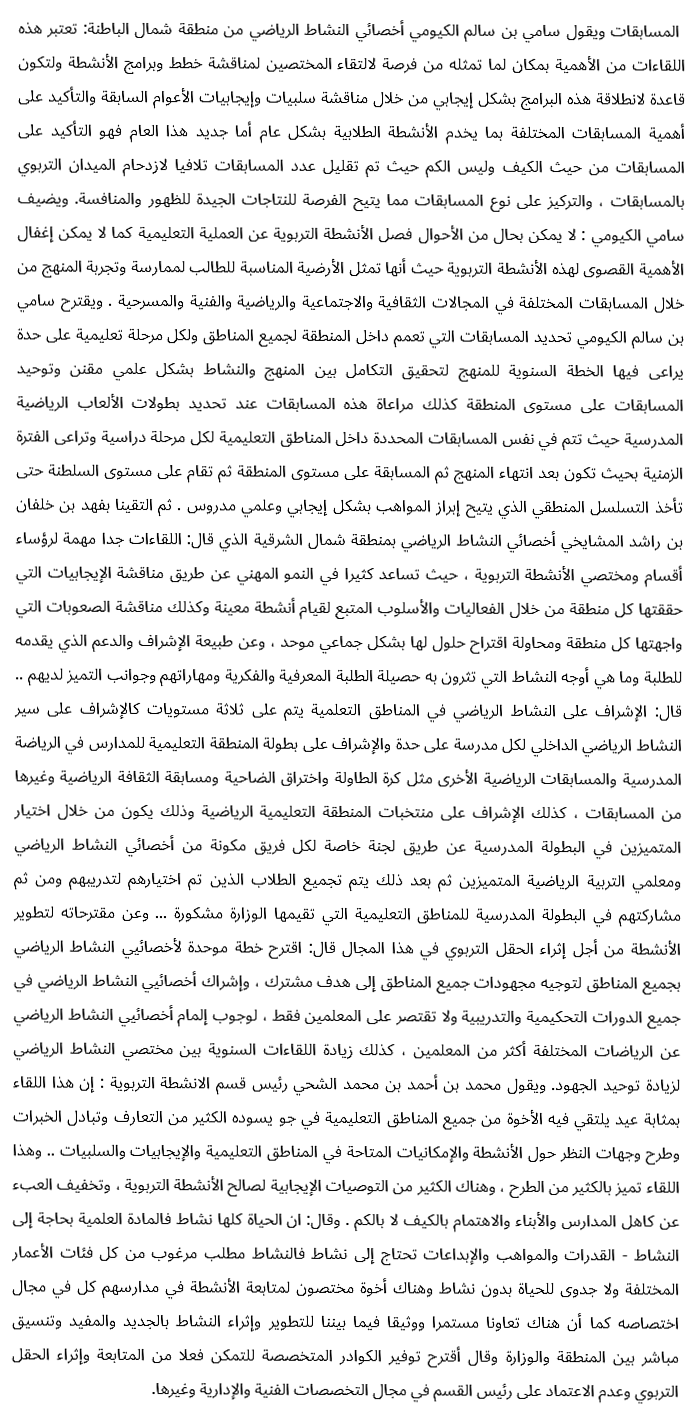 المسابقات ويقول سامي بن سالم الكيومي أخصائي النشاط الرياضي من منطقة شمال الباطنة: تعتبر هذه
اللقاءات من الأهمية بمكان لما تمثله من فرصة لالتقاء المختصين لمناقشة خطط وبرامج الأنشطة ولتكون
قاعدة لانطلاقة هذه البرامج بشكل إيجابي من خلال مناقشة سلبيات وإيجابيات الأعوام السابقة والتأكيد على
أهمية المسابقات المختلفة بما يخدم الأنشطة الطلابية بشكل عام أما جديد هذا العام فهو التأكيد على
المسابقات من حيث الكيف وليس الكم حيث تم تقليل عدد المسابقات تلافيا لازدحام الميدان التربوي
بالمسابقات ، والتركيز على نوع المسابقات مما يتيح الفرصة للنتاجات الجيدة للظهور والمنافسة. ويضيف
سامي الكيومي : لا يمكن بحال من الأحوال فصل الأنشطة التربوية عن العملية التعليمية كما لا يمكن إغفال
الأهمية القصوى لهذه الأنشطة التربوية حيث أنها تمثل الأرضية المناسبة للطالب لممارسة وتجربة المنهج من
خلال المسابقات المختلفة في المجالات الثقافية والاجتماعية والرياضية والفنية والمسرحية . ويقترح سامي
بن سالم الكيومي تحديد المسابقات التي تعمم داخل المنطقة لجميع المناطق ولكل مرحلة تعليمية على حدة
يراعى فيها الخطة السنوية للمنهج لتحقيق التكامل بين المنهج والنشاط بشكل علمي مقنن وتوحيد
المسابقات على مستوى المنطقة كذلك مراعاة هذه المسابقات عند تحديد بطولات الألعاب الرياضية
المدرسية حيث تتم في نفس المسابقات المحددة داخل المناطق التعليمية لكل مرحلة دراسية وتراعى الفترة
الزمنية بحيث تكون بعد انتهاء المنهج ثم المسابقة على مستوى المنطقة ثم تقام على مستوى السلطنة حتى
تأخذ التسلسل المنطقي الذي يتيح إبراز المواهب بشكل إيجابي وعلمي مدروس . ثم التقينا بفهد بن خلفان
بن راشد المشايخي أخصائي النشاط الرياضي بمنطقة شمال الشرقية الذي قال: اللقاءات جدا مهمة لرؤساء
أقسام ومختصي الأنشطة التربوية ، حيث تساعد كثيرا في النمو المهني عن طريق مناقشة الإيجابيات التي
حققتها كل منطقة من خلال الفعاليات والأسلوب المتبع لقيام أنشطة معينة وكذلك مناقشة الصعوبات التي
واجهتها كل منطقة ومحاولة اقتراح حلول لها بشكل جماعي موحد ، وعن طبيعة الإشراف والدعم الذي يقدمه
للطلبة وما هي أوجه النشاط التي تثرون به حصيلة الطلبة المعرفية والفكرية ومهاراتهم وجوانب التميز لديهم ..
قال: الإشراف على النشاط الرياضي في المناطق التعلمية يتم على ثلاثة مستويات كالإشراف على سير
النشاط الرياضي الداخلي لكل مدرسة على حدة والإشراف على بطولة المنطقة التعليمية للمدارس في الرياضة
المدرسية والمسابقات الرياضية الأخرى مثل كرة الطاولة واختراق الضاحية ومسابقة الثقافة الرياضية وغيرها
من المسابقات ، كذلك الإشراف على منتخبات المنطقة التعليمية الرياضية وذلك يكون من خلال اختيار
المتميزين في البطولة المدرسية عن طريق لجنة خاصة لكل فريق مكونة من أخصائي النشاط الرياضي
ومعلمي التربية الرياضية المتميزين ثم بعد ذلك يتم تجميع الطلاب الذين تم اختيارهم لتدريبهم ومن ثم
مشاركتهم في البطولة المدرسية للمناطق التعليمية التي تقيمها الوزارة مشكورة ... وعن مقترحاته لتطوير
الأنشطة من أجل إثراء الحقل التربوي في هذا المجال قال: اقترح خطة موحدة لأخصائيي النشاط الرياضي
بجميع المناطق لتوجيه مجهودات جميع المناطق إلى هدف مشترك ، وإشراك أخصائيي النشاط الرياضي في
جميع الدورات التحكيمية والتدريبية ولا تقتصر على المعلمين فقط ، لوجوب إلمام أخصائيي النشاط الرياضي
عن الرياضات المختلفة أكثر من المعلمين ، كذلك زيادة اللقاءات السنوية بين مختصي النشاط الرياضي
لزيادة توحيد الجهود. ويقول محمد بن أحمد بن محمد الشحي رئيس قسم الانشطة التربوية : إن هذا اللقاء
بمثابة عيد يلتقي فيه الأخوة من جميع المناطق التعليمية في جو يسوده الكثير من التعارف وتبادل الخبرات
وطرح وجهات النظر حول الأنشطة والإمكانيات المتاحة في المناطق التعليمية والإيجابيات والسلبيات .. وهذا
اللقاء تميز بالكثير من الطرح ، وهناك الكثير من التوصيات الإيجابية لصالح الأنشطة التربوية ، وتخفيف العبء
عن كاهل المدارس والأبناء والاهتمام بالكيف لا بالكم . وقال: ان الحياة كلها نشاط فالمادة العلمية بحاجة إلى
النشاط - القدرات والمواهب والإبداعات تحتاج إلى نشاط فالنشاط مطلب مرغوب من كل فئات الأعمار
المختلفة ولا جدوى للحياة بدون نشاط وهناك أخوة مختصون لمتابعة الأنشطة في مدارسهم كل في مجال
اختصاصه كما أن هناك تعاونا مستمرا ووثيقا فيما بيننا للتطوير وإثراء النشاط بالجديد والمفيد وتنسيق
مباشر بين المنطقة والوزارة وقال أقترح توفير الكوادر المتخصصة للتمكن فعلا من المتابعة وإثراء الحقل
التربوي وعدم الاعتماد على رئيس القسم في مجال التخصصات الفنية والإدارية وغيرها.